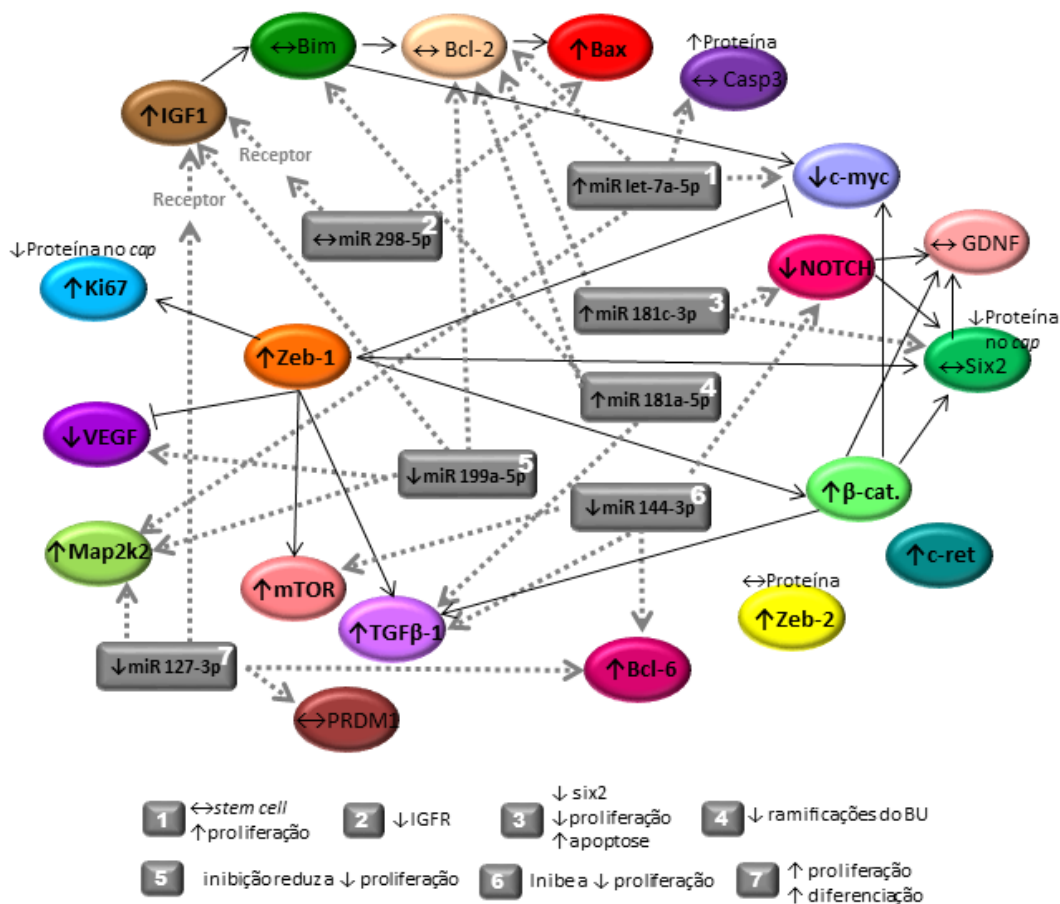 ↔Bim
↔ Bcl-2
↑Bax
↑Proteína
↔ Casp3
↑IGF1
Receptor
Receptor
↑miR let-7a-5p 1
↓c-myc
↔miR 298-5p 2
↔ GDNF
↓Proteína no cap
↑Ki67
↓NOTCH
↑miR 181c-3p 3
↓Proteína
no cap
↔Six2
↑Zeb-1
↑miR 181a-5p 4
↓VEGF
↓miR 199a-5p 5
↓miR 144-3p 6
↑β-cat.
↑Map2k2
↑c-ret
↑mTOR
↔Proteína
↑Zeb-2
↑TGFβ-1
↓miR 127-3p 7
↑Bcl-6
↔PRDM1
1 ↔stem cell
↑proliferação
2 ↓IGFR
3 ↓ six2
↓proliferação
↑apoptose
4 ↓ ramificações do BU
5 inibição reduz a ↓ proliferação
6 Inibe a ↓ proliferação
7 ↑ proliferação
↑ diferenciação